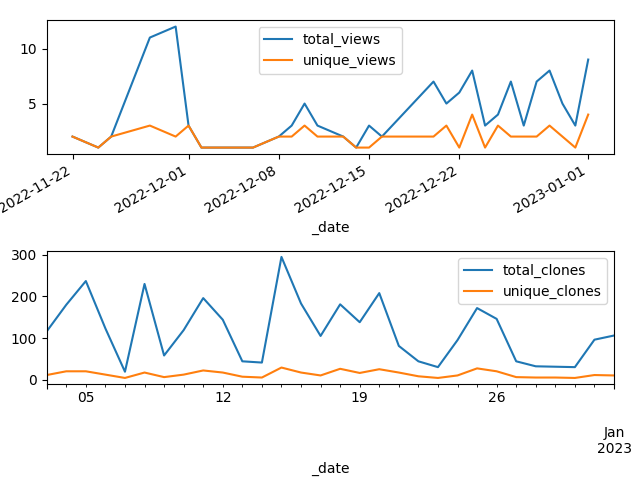 10
5
total_views
unique_views
2022-11-22
2022-12-01
2022-12-08
2022-12-15
2022-12-22
2023-01-01
_date
300
200
100
0
total_clones
unique_clones
05
12
19
26
Jan
2023
_date